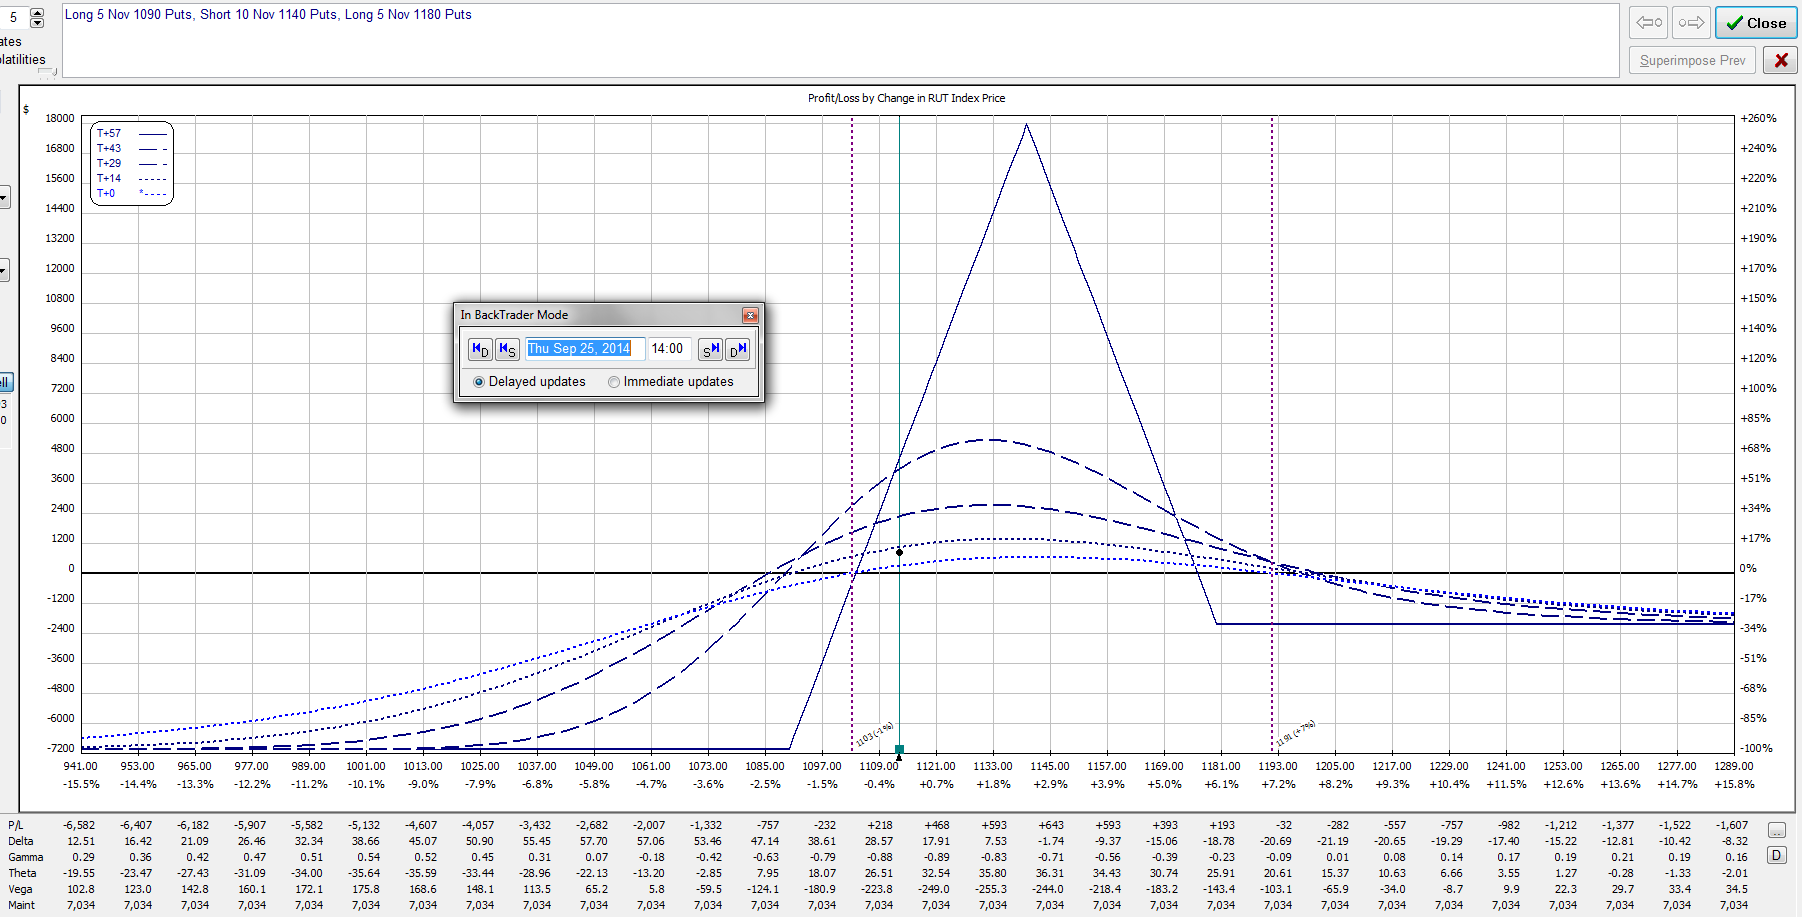 5
Long 5 Nov 1090 Puts, Short 10 Nov 1140 Puts, Long 5 Nov 1180 Puts
Close
ates
olatilities
Superimpose Prev
Profit/Loss by Change in RUT Index Price
$
18000 +260%
16800 +240%
15600 +220%
14400 +210%
13200 +190%
12000 +170%
10800 +150%
9600 +140%
8400 +120%
7200 +100%
6000 +85%
4800 +68%
3600 +51%
2400 +34%
1200 +17%
0 0%
-1200 -17%
-2400 -34%
-3600 -51%
-4800 -68%
-6000 -85%
-7200 -100%
T+57
T+43
T+29
T+14
T+0 *
In BackTrader Mode
D S Thu Sep 25, 2014 14:00 S D
Delayed updates Immediate updates
ell
3
0
1103 (-1%)
1191 (+7%)
941.00 953.00 965.00 977.00 989.00 1001.00 1013.00 1025.00 1037.00 1049.00 1061.00 1073.00 1085.00 1097.00 1109.00 1121.00 1133.00 1145.00 1157.00 1169.00 1181.00 1193.00 1205.00 1217.00 1229.00 1241.00 1253.00 1265.00 1277.00 1289.00
-15.5% -14.4% -13.3% -12.2% -11.2% -10.1% -9.0% -7.9% -6.8% -5.8% -4.7% -3.6% -2.5% -1.5% -0.4% +0.7% +1.8% +2.9% +3.9% +5.0% +6.1% +7.2% +8.2% +9.3% +10.4% +11.5% +12.6% +13.6% +14.7% +15.8%
P/L -6,582 -6,407 -6,182 -5,907 -5,582 -5,132 -4,607 -4,057 -3,432 -2,682 -2,007 -1,332 -757 -232 +218 +468 +593 +643 +593 +393 +193 -32 -282 -557 -757 -982 -1,212 -1,377 -1,522 -1,607
Delta 12.51 16.42 21.09 26.46 32.34 38.66 45.07 50.90 55.45 57.70 57.06 53.46 47.14 38.61 28.57 17.91 7.53 -1.74 -9.37 -15.06 -18.78 -20.69 -21.19 -20.65 -19.29 -17.40 -15.22 -12.81 -10.42 -8.32
Gamma 0.29 0.36 0.42 0.47 0.51 0.54 0.52 0.45 0.31 0.07 -0.18 -0.42 -0.63 -0.79 -0.88 -0.89 -0.83 -0.71 -0.56 -0.39 -0.23 -0.09 0.01 0.08 0.14 0.17 0.19 0.21 0.19 0.16
Theta -19.55 -23.47 -27.43 -31.09 -34.00 -35.64 -35.59 -33.44 -28.96 -22.13 -13.20 -2.85 7.95 18.07 26.51 32.54 35.80 36.31 34.43 30.74 25.91 20.61 15.37 10.63 6.66 3.55 1.27 -0.28 -1.33 -2.01
Vega 102.8 123.0 142.8 160.1 172.1 175.8 168.6 148.1 113.5 65.2 5.8 -59.5 -124.1 -180.9 -223.8 -249.0 -255.3 -244.0 -218.4 -183.2 -143.4 -103.1 -65.9 -34.0 -8.7 9.9 22.3 29.7 33.4 34.5
Maint 7,034 7,034 7,034 7,034 7,034 7,034 7,034 7,034 7,034 7,034 7,034 7,034 7,034 7,034 7,034 7,034 7,034 7,034 7,034 7,034 7,034 7,034 7,034 7,034 7,034 7,034 7,034 7,034 7,034 7,034
...
D